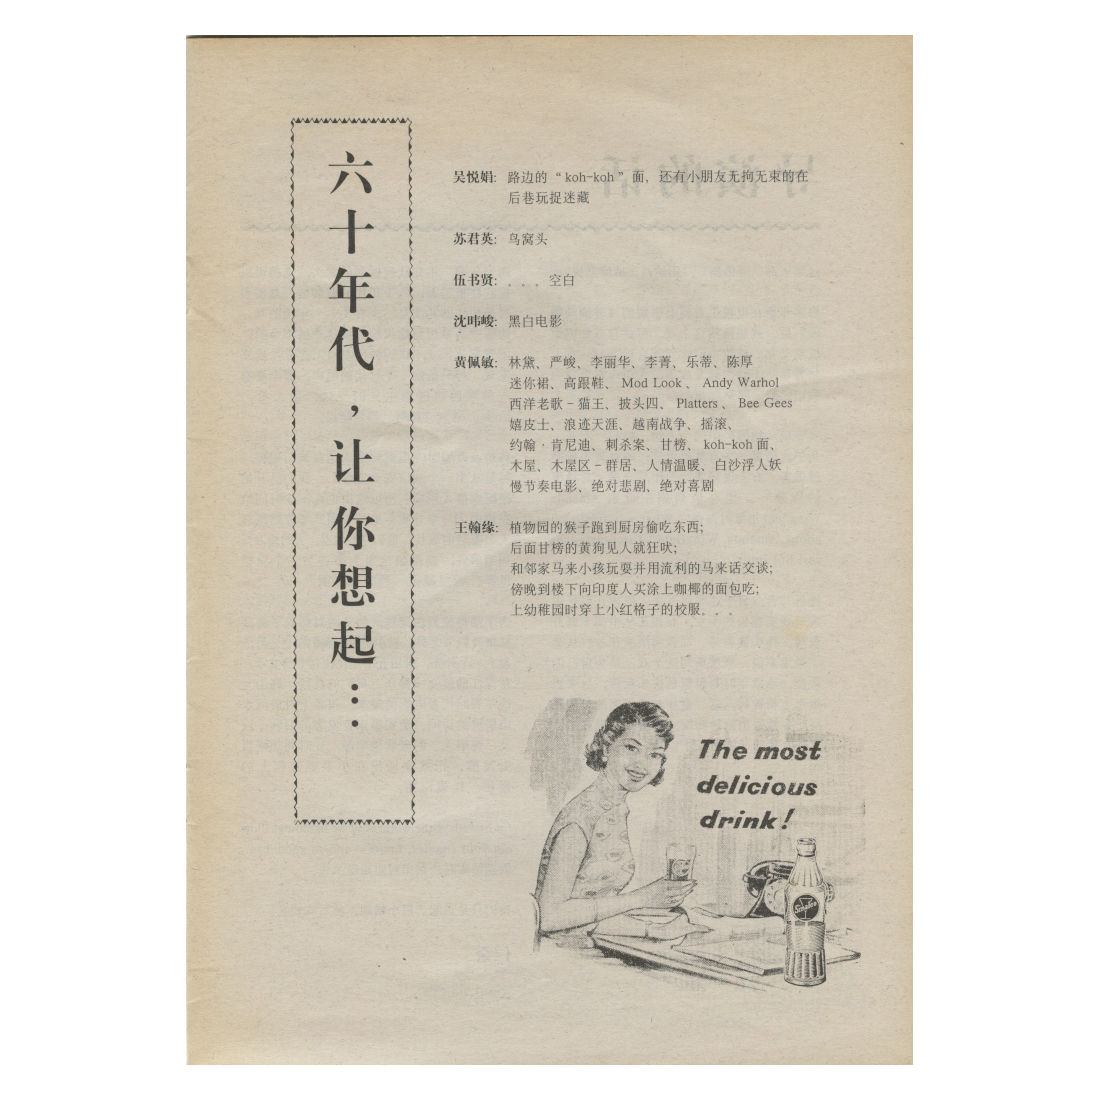 六十年代，让你想起…
吴悦娟: 路边的“koh-koh”面，还有小朋友无拘无束的在
后巷玩捉迷藏
苏君英: 鸟窝头
伍书贤: . . . 空白
沈𬀩峻: 黑白电影
黄佩敏: 林黛、严峻、李丽华、李菁、乐蒂、陈厚
迷你裙、高跟鞋、 Mod Look 、 Andy Warhol
西洋老歌－猫王、披头四、 Platters 、 Bee Gees
嬉皮士、浪迹天涯、越南战争、摇滚、
约翰·肯尼迪、刺杀案、甘榜、 koh-koh 面、
木屋、木屋区－群居、人情温暖、白沙浮人妖
慢节奏电影、绝对悲剧、绝对喜剧
王翰缘: 植物园的猴子跑到厨房偷吃东西;
后面甘榜的黄狗见人就狂吠;
和邻家马来小孩玩耍并用流利的马来话交谈;
傍晚到楼下向印度人买涂上咖椰的面包吃;
上幼稚园时穿上小红格子的校服. . .
The most
delicious
drink!